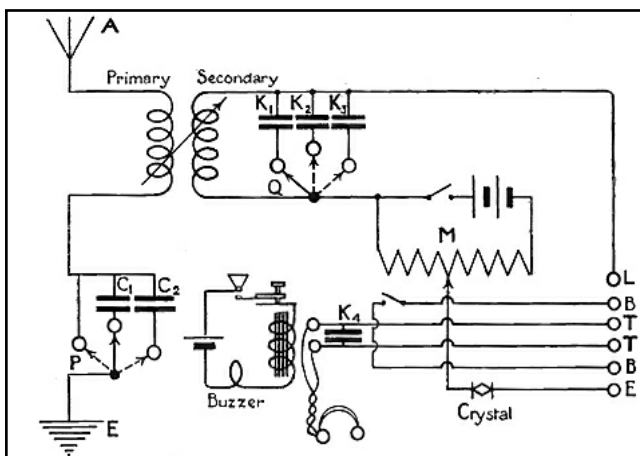 A
Primary Secondary
K₁ K₂ K₃
Q
M
L
C₁ C₂
B
K₄
T
P
T
B
Buzzer
E
E
Crystal